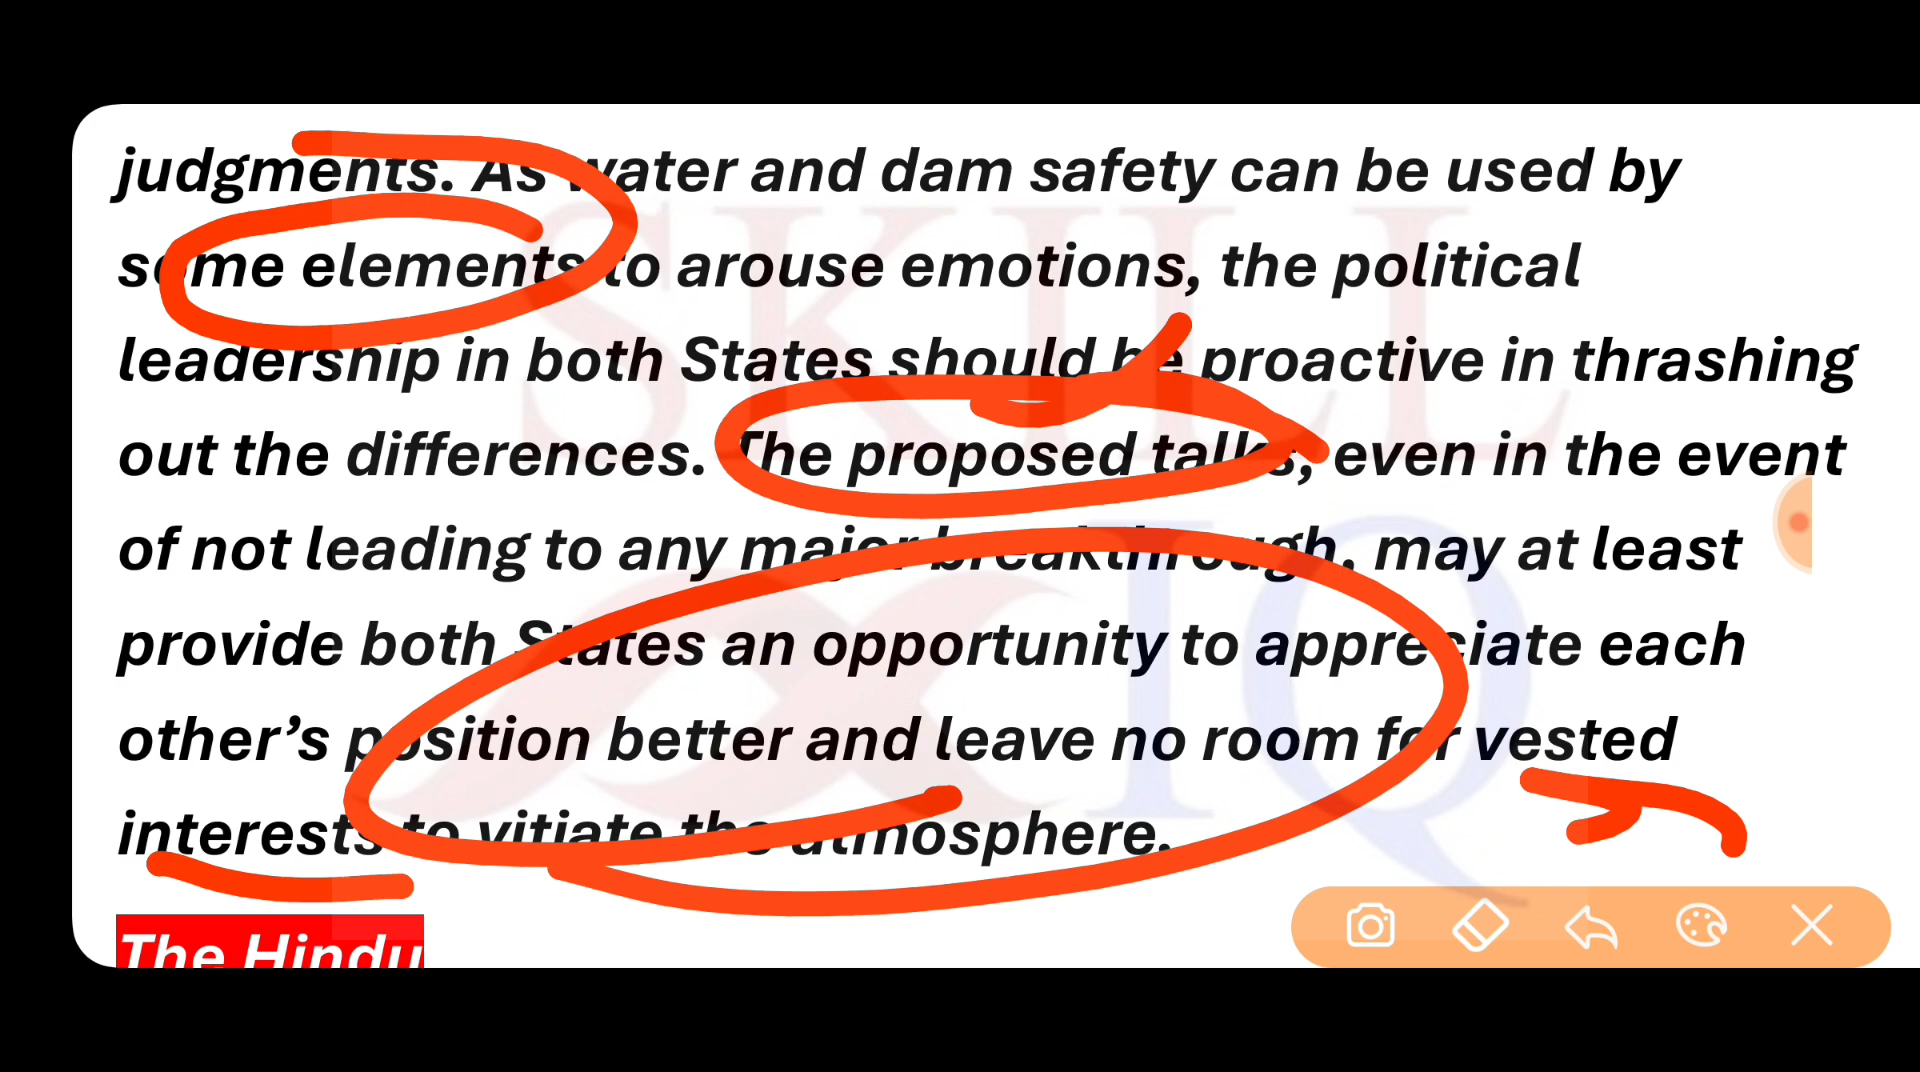 judgments. As water and dam safety can be used by
some elements to arouse emotions, the political
leadership in both States should be proactive in thrashing
out the differences. The proposed talks, even in the event
of not leading to any major breakthrough, may at least
provide both States an opportunity to appreciate each
other’s position better and leave no room for vested
interests to vitiate the atmosphere.
The Hindu
SKILL
IQ